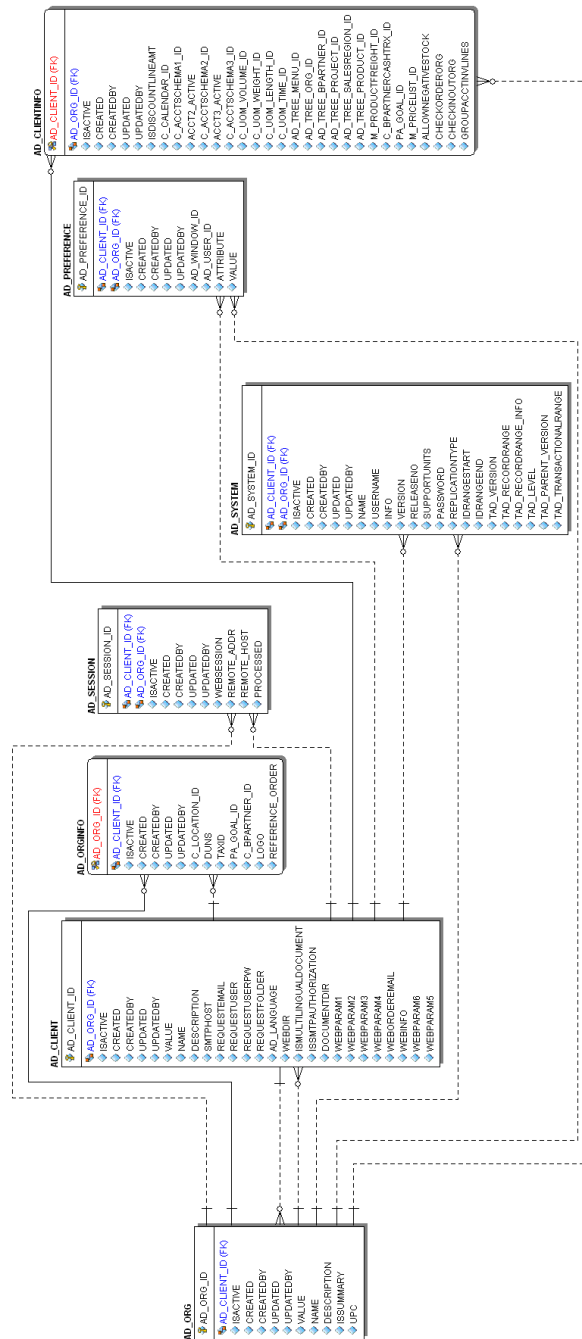 AD_ORG
AD_ORG_ID
AD_CLIENT_ID (FK)
ISACTIVE
CREATED
CREATEDBY
UPDATED
UPDATEDBY
VALUE
NAME
DESCRIPTION
ISSUMMARY
UPC
AD_CLIENT
AD_CLIENT_ID
AD_ORG_ID (FK)
ISACTIVE
CREATED
CREATEDBY
UPDATED
UPDATEDBY
VALUE
NAME
DESCRIPTION
SMTPHOST
REQUESTEMAIL
REQUESTUSER
REQUESTUSERPW
REQUESTFOLDER
AD_LANGUAGE
WEBDIR
ISMULTILINGUALDOCUMENT
ISSMTPAUTHORIZATION
DOCUMENTDIR
WEBPARAM1
WEBPARAM2
WEBPARAM3
WEBPARAM4
WEBORDEREMAIL
WEBINFO
WEBPARAM6
WEBPARAM5
AD_ORGINFO
AD_ORG_ID (FK)
AD_CLIENT_ID (FK)
ISACTIVE
CREATED
CREATEDBY
UPDATED
UPDATEDBY
C_LOCATION_ID
DUNS
TAXID
PA_GOAL_ID
C_BPARTNER_ID
LOGO
REFERENCE_ORDER
AD_SESSION
AD_SESSION_ID
AD_CLIENT_ID (FK)
AD_ORG_ID (FK)
ISACTIVE
CREATED
CREATEDBY
UPDATED
UPDATEDBY
WEBSESSION
REMOTE_ADDR
REMOTE_HOST
PROCESSED
AD_SYSTEM
AD_SYSTEM_ID
AD_CLIENT_ID (FK)
AD_ORG_ID (FK)
ISACTIVE
CREATED
CREATEDBY
UPDATED
UPDATEDBY
NAME
USERNAME
INFO
VERSION
RELEASENO
SUPPORTUNITS
PASSWORD
REPLICATIONTYPE
IDRANGESTART
IDRANGEEND
TAD_VERSION
TAD_RECORDRANGE
TAD_RECORDRANGE_INFO
TAD_LEVEL
TAD_PARENT_VERSION
TAD_TRANSACTIONALRANGE
AD_PREFERENCE
AD_PREFERENCE_ID
AD_CLIENT_ID (FK)
AD_ORG_ID (FK)
ISACTIVE
CREATED
CREATEDBY
UPDATED
UPDATEDBY
AD_WINDOW_ID
AD_USER_ID
ATTRIBUTE
VALUE
AD_CLIENTINFO
AD_CLIENT_ID (FK)
AD_ORG_ID (FK)
ISACTIVE
CREATED
CREATEDBY
UPDATED
UPDATEDBY
ISDISCOUNTLINEAMT
C_CALENDAR_ID
C_ACCTSCHEMA1_ID
ACCT2_ACTIVE
C_ACCTSCHEMA2_ID
ACCT3_ACTIVE
C_ACCTSCHEMA3_ID
C_UOM_VOLUME_ID
C_UOM_WEIGHT_ID
C_UOM_LENGTH_ID
C_UOM_TIME_ID
AD_TREE_MENU_ID
AD_TREE_ORG_ID
AD_TREE_BPARTNER_ID
AD_TREE_PROJECT_ID
AD_TREE_SALESREGION_ID
AD_TREE_PRODUCT_ID
M_PRODUCTFREIGHT_ID
C_BPARTNERCASHTRX_ID
PA_GOAL_ID
M_PRICELIST_ID
ALLOWNEGATIVESTOCK
CHECKORDERORG
CHECKINOUTORG
GROUPACCTINVLINES